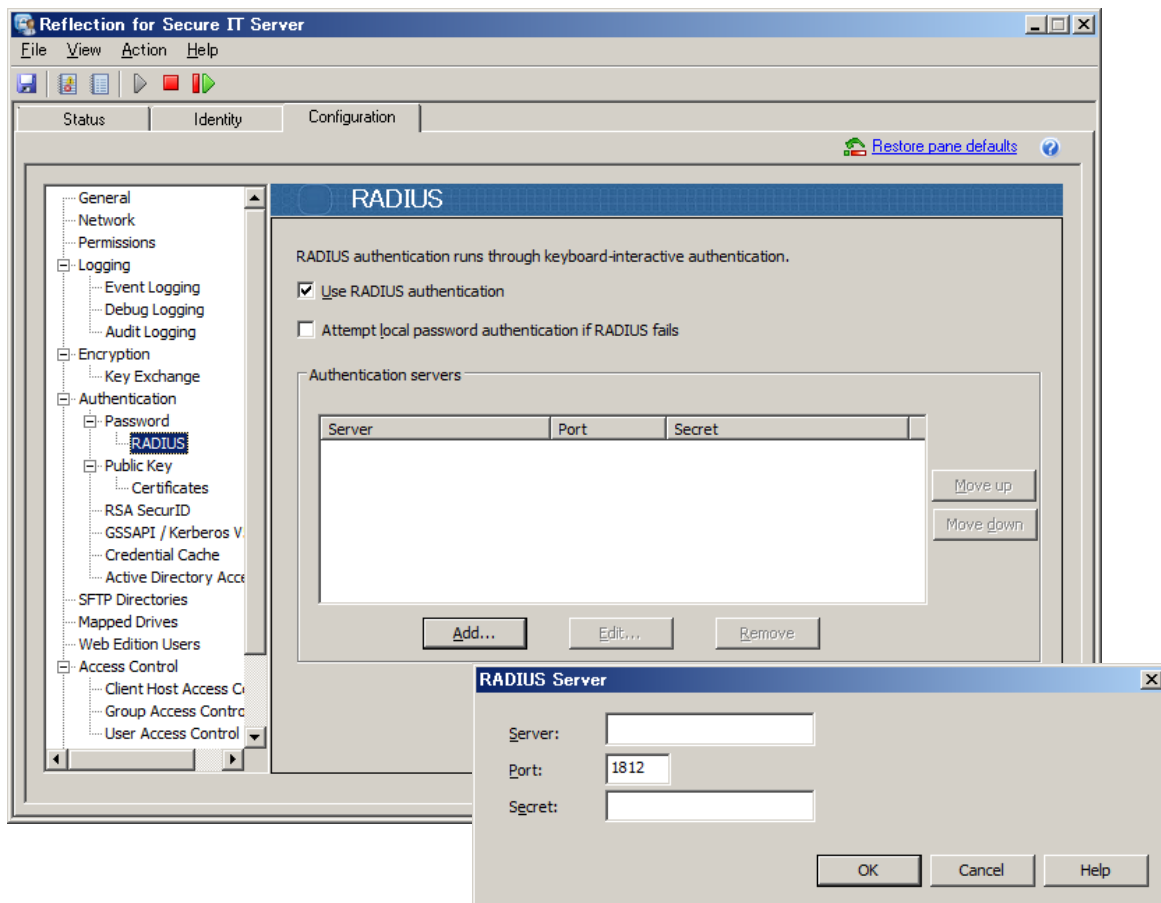 Reflection for Secure IT Server
File View Action Help
Status Identity Configuration
Restore pane defaults
General
Network
Permissions
Logging
Event Logging
Debug Logging
Audit Logging
Encryption
Key Exchange
Authentication
Password
RADIUS
Public Key
Certificates
RSA SecurID
GSSAPI / Kerberos V
Credential Cache
Active Directory Acce
SFTP Directories
Mapped Drives
Web Edition Users
Access Control
Client Host Access C
Group Access Contro
User Access Control
RADIUS
RADIUS authentication runs through keyboard-interactive authentication.
Use RADIUS authentication
Attempt local password authentication if RADIUS fails
Authentication servers
Server Port Secret
Move up
Move down
Add... Edit... Remove
RADIUS Server
Server:
Port: 1812
Secret:
OK Cancel Help